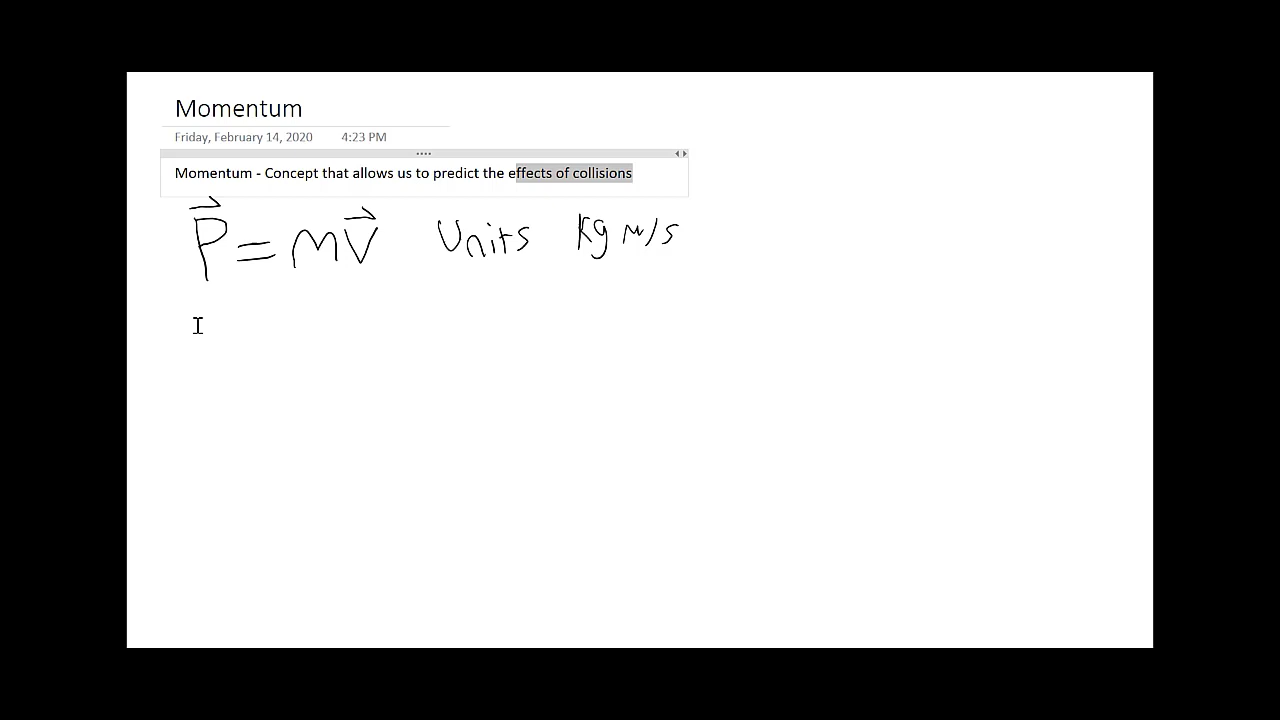 Momentum
Friday, February 14, 2020 4:23 PM
Momentum - Concept that allows us to predict the effects of collisions
P⃗ = mv⃗ Units kg m/s